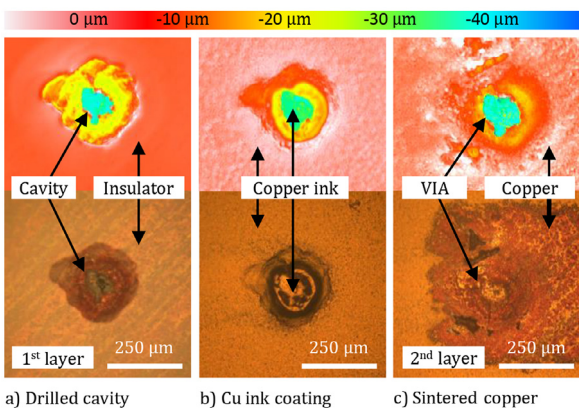 0 μm -10 μm -20 μm -30 μm -40 μm
Cavity Insulator Copper ink VIA Copper
1st layer 250 μm 250 μm 2nd layer 250 μm
a) Drilled cavity b) Cu ink coating c) Sintered copper